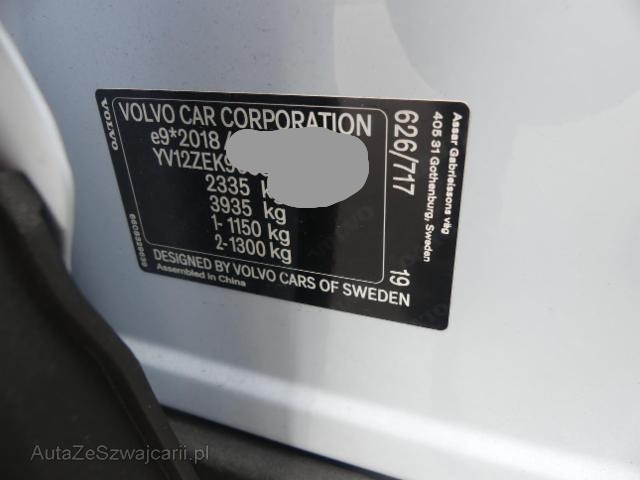 VOLVO
VOLVO CAR CORPORATION
e9*2018/
YV12ZEK9
2335 k
3935 kg
1- 1150 kg
2-1300 kg
DESIGNED BY VOLVO CARS OF SWEDEN
Assembled in China
626/717
19
Assar Gabrielssons väg
405 31 Gothenburg, Sweden
AutaZeSzwajcarii.pl